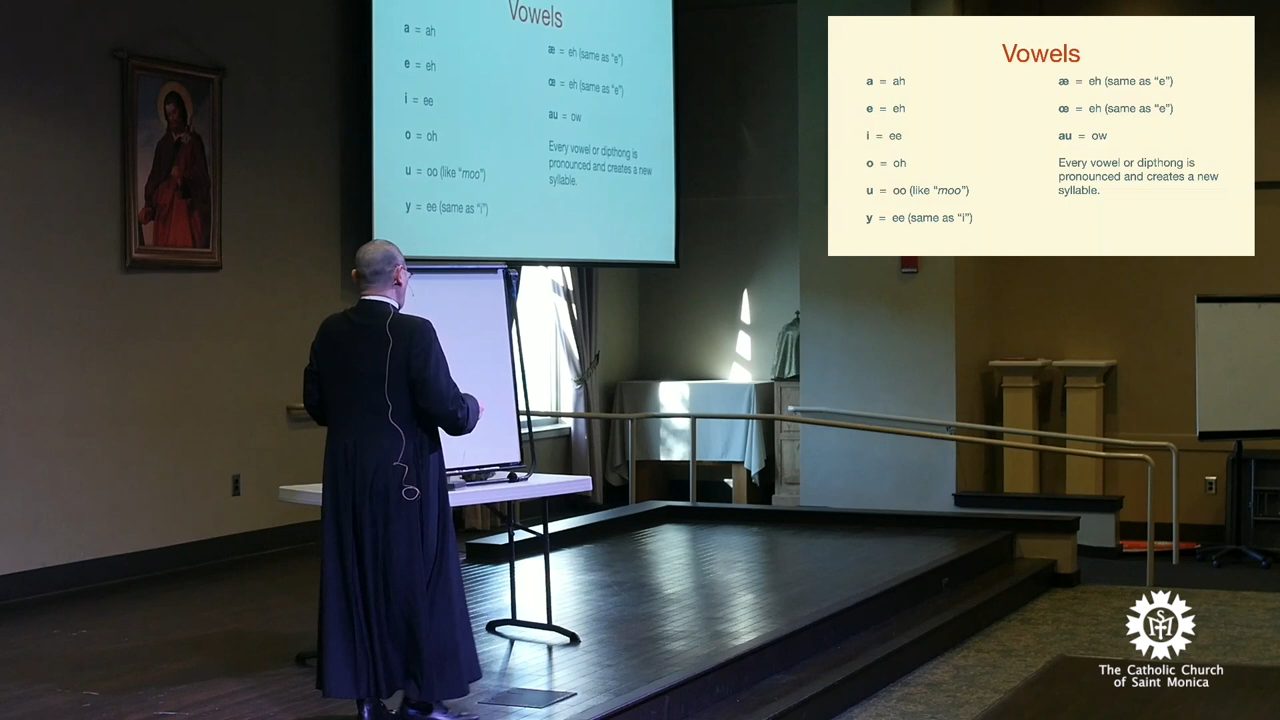 Vowels
a = ah
e = eh
i = ee
o = oh
u = oo (like “moo”)
y = ee (same as “i”)
æ = eh (same as “e”)
œ = eh (same as “e”)
au = ow
Every vowel or dipthong is
pronounced and creates a new
syllable.
Vowels
a = ah
e = eh
i = ee
o = oh
u = oo (like “moo”)
y = ee (same as “i”)
æ = eh (same as “e”)
œ = eh (same as “e”)
au = ow
Every vowel or dipthong is
pronounced and creates a new
syllable.
The Catholic Church
of Saint Monica